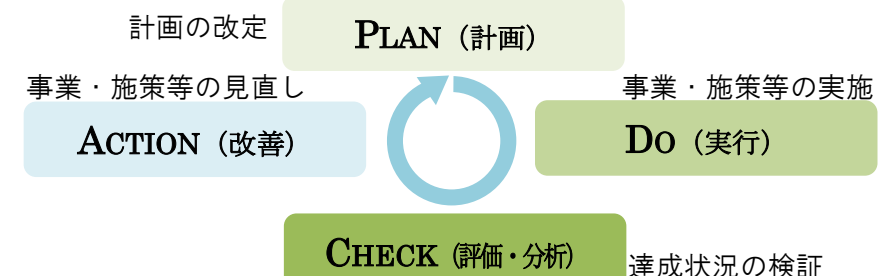 計画の改定
PLAN（計画）
事業・施策等の見直し
事業・施策等の実施
ACTION（改善）
DO（実行）
CHECK（評価・分析）
達成状況の検証